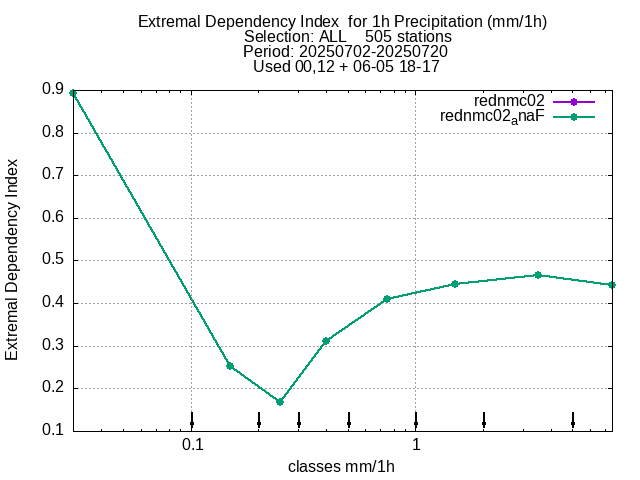 Extremal Dependency Index  for 1h Precipitation (mm/1h)
Selection: ALL    505 stations
Period: 20250702-20250720
Used 00,12 + 06-05 18-17
rednmc02
rednmc02anaF
0.9
0.8
0.7
0.6
0.5
0.4
0.3
0.2
0.1
Extremal Dependency Index
0.1
1
classes mm/1h